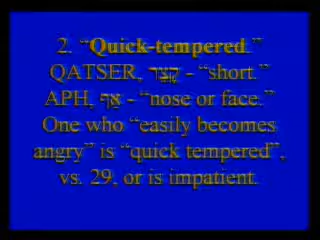 2. “Quick-tempered.”
QATSER, קָצֵר - “short.”
APH, אַף - “nose or face.”
One who “easily becomes
angry” is “quick tempered”,
vs. 29, or is impatient.